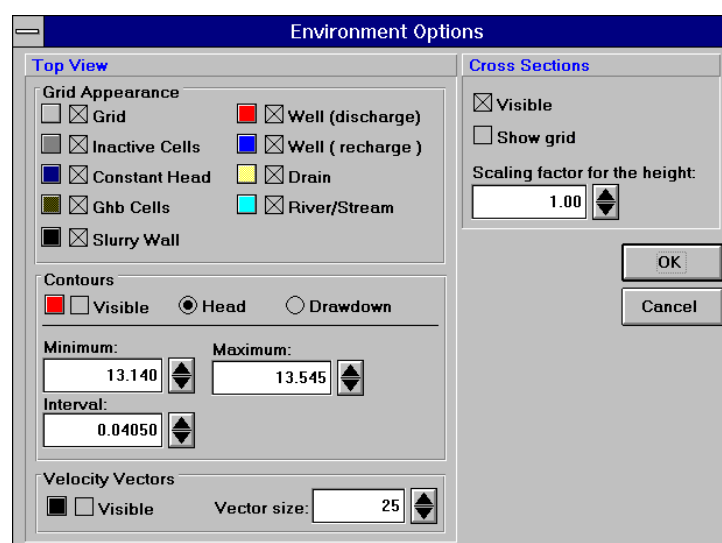 Environment Options
Top View
Grid Appearance
Grid
Well (discharge)
Inactive Cells
Well ( recharge )
Constant Head
Drain
Ghb Cells
River/Stream
Slurry Wall
Contours
Visible
Head
Drawdown
Minimum:
Maximum:
13.140
13.545
Interval:
0.04050
Velocity Vectors
Visible
Vector size:
25
Cross Sections
Visible
Show grid
Scaling factor for the height:
1.00
OK
Cancel